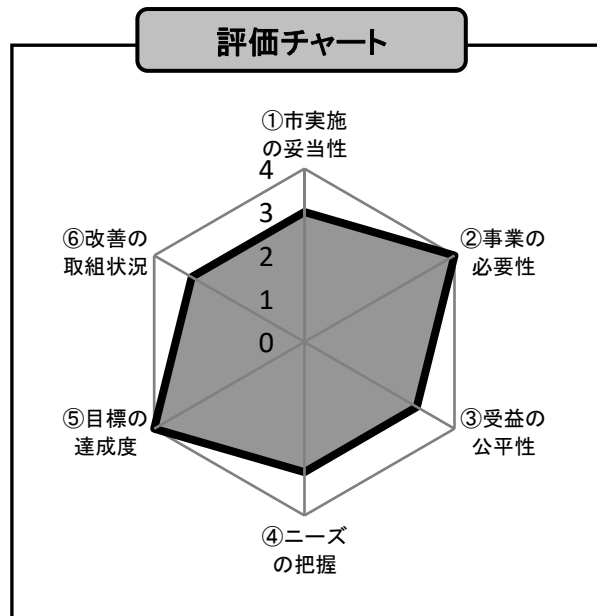 評価チャート
①市実施
の妥当性
4
3
2
1
0
②事業の
必要性
③受益の
公平性
④ニーズ
の把握
⑤目標の
達成度
⑥改善の
取組状況